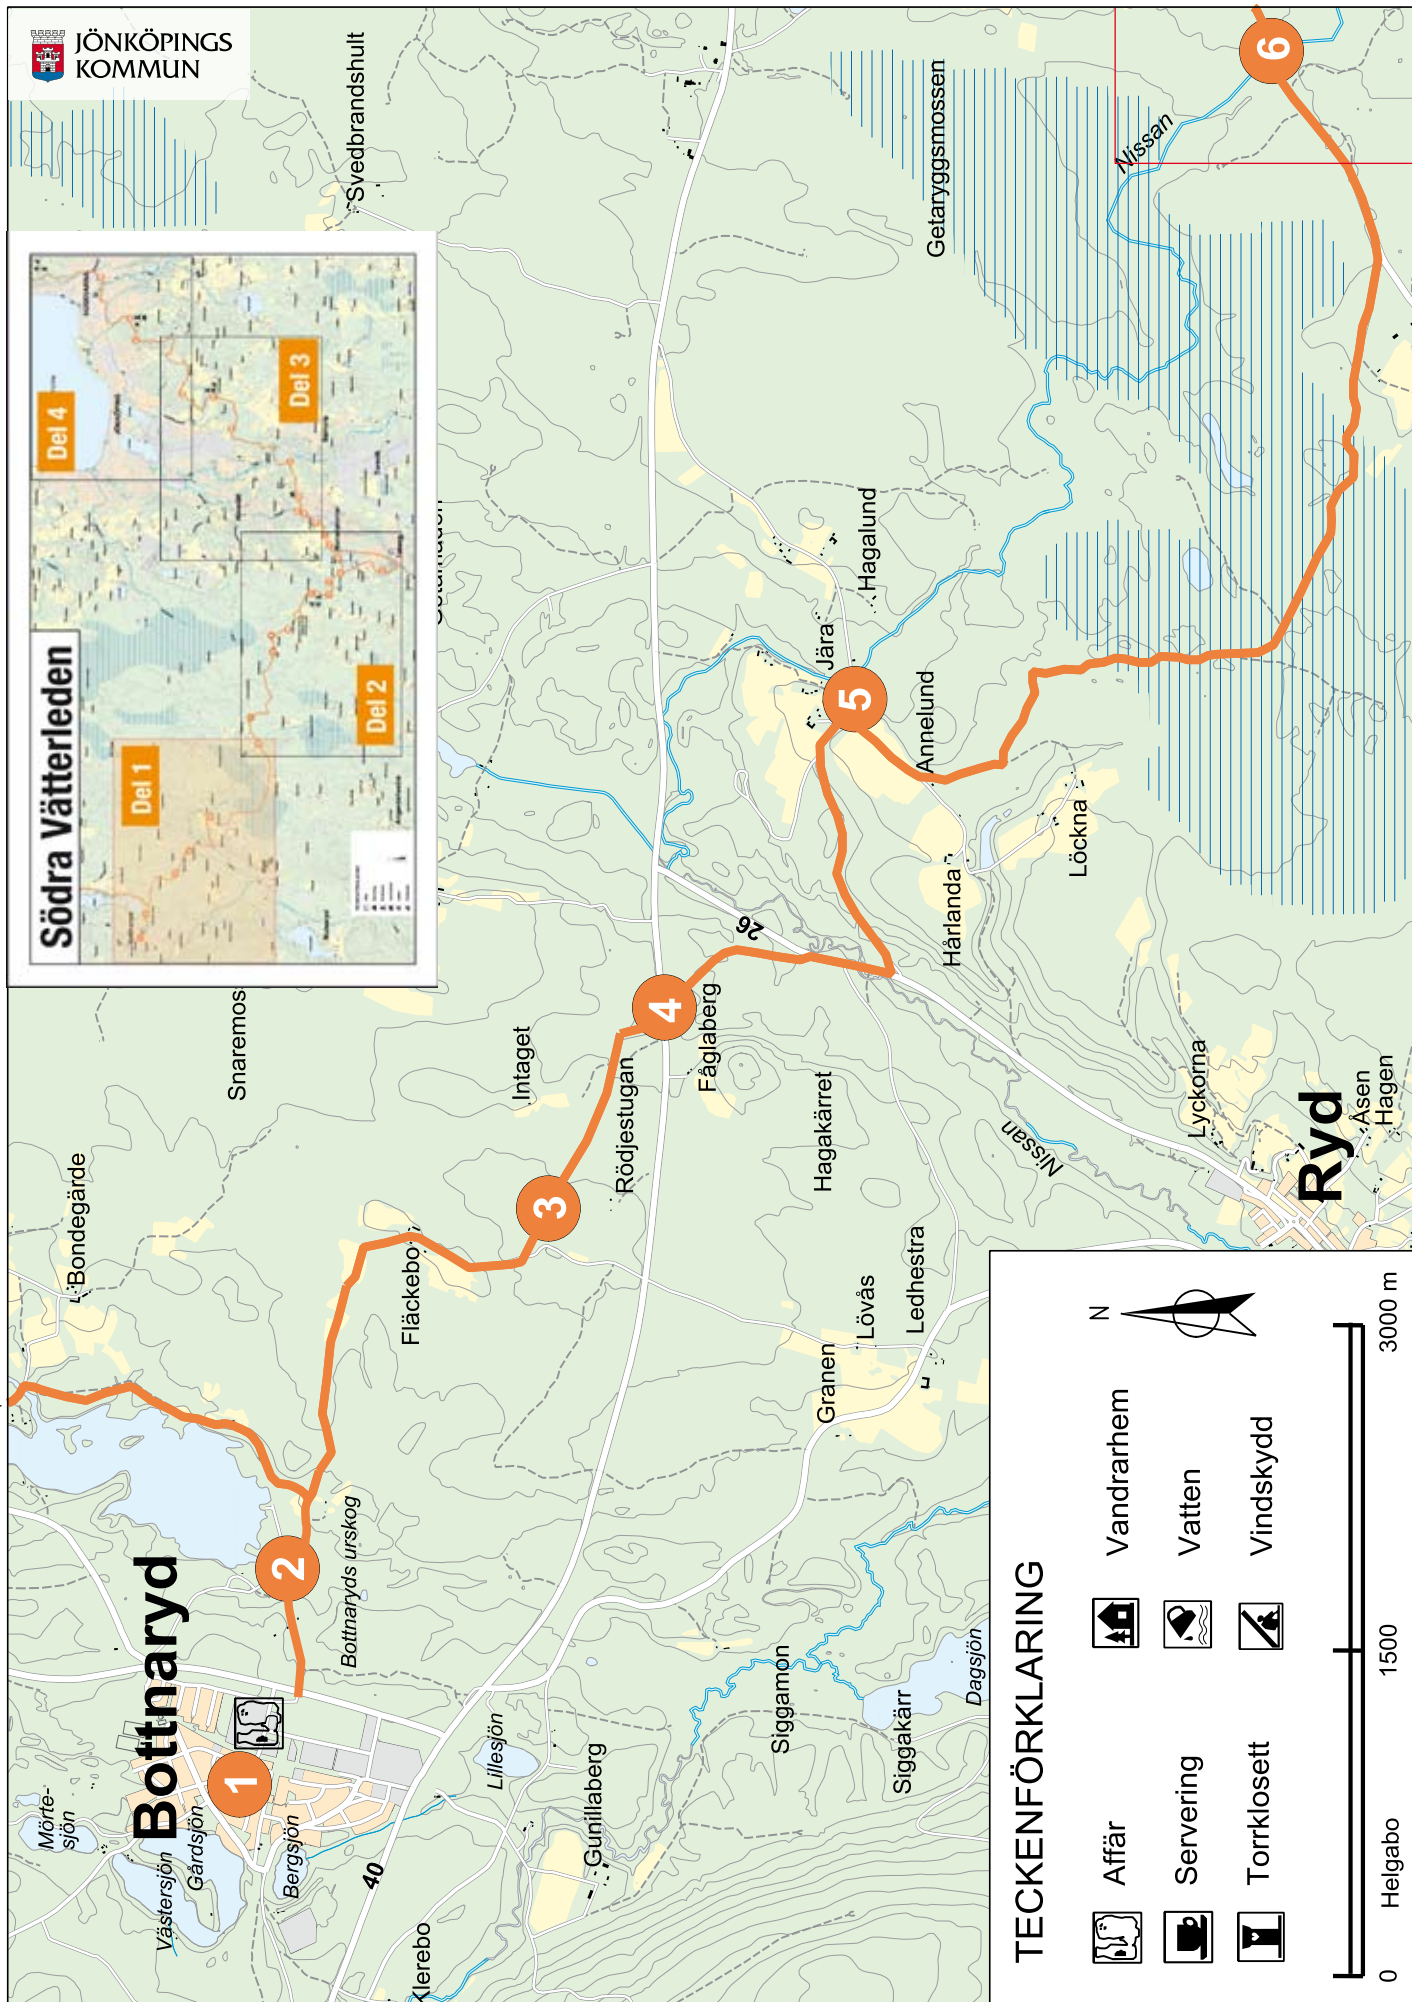 JÖNKÖPINGS
KOMMUN
Södra Vätterleden
Del 1
Del 2
Del 3
Del 4
Svedbrandshult
Getaryggsmossen
Nissan
6
Bondegärde
Snaremos
Intaget
Fläckebo
Rödjestugan
3
4
Fåglaberg
26
Hagakärret
Jära
5
Hagalund
Annelund
Hårlanda
Löckna
Nissan
Lyckorna
Ryd
Åsen
Hagen
Ledhestra
Lövås
Granen
Bottnaryd
1
2
Bottnaryds urskog
Mörte-
sjön
Västersjön
Gårdsjön
Bergsjön
40
Klerebo
Lillesjön
Gunillaberg
Siggamon
Siggakärr
Dagsjön
TECKENFÖRKLARING
Affär
Vandrarhem
N
Servering
Vatten
Torrklosett
Vindskydd
Helgabo
0 1500 3000 m